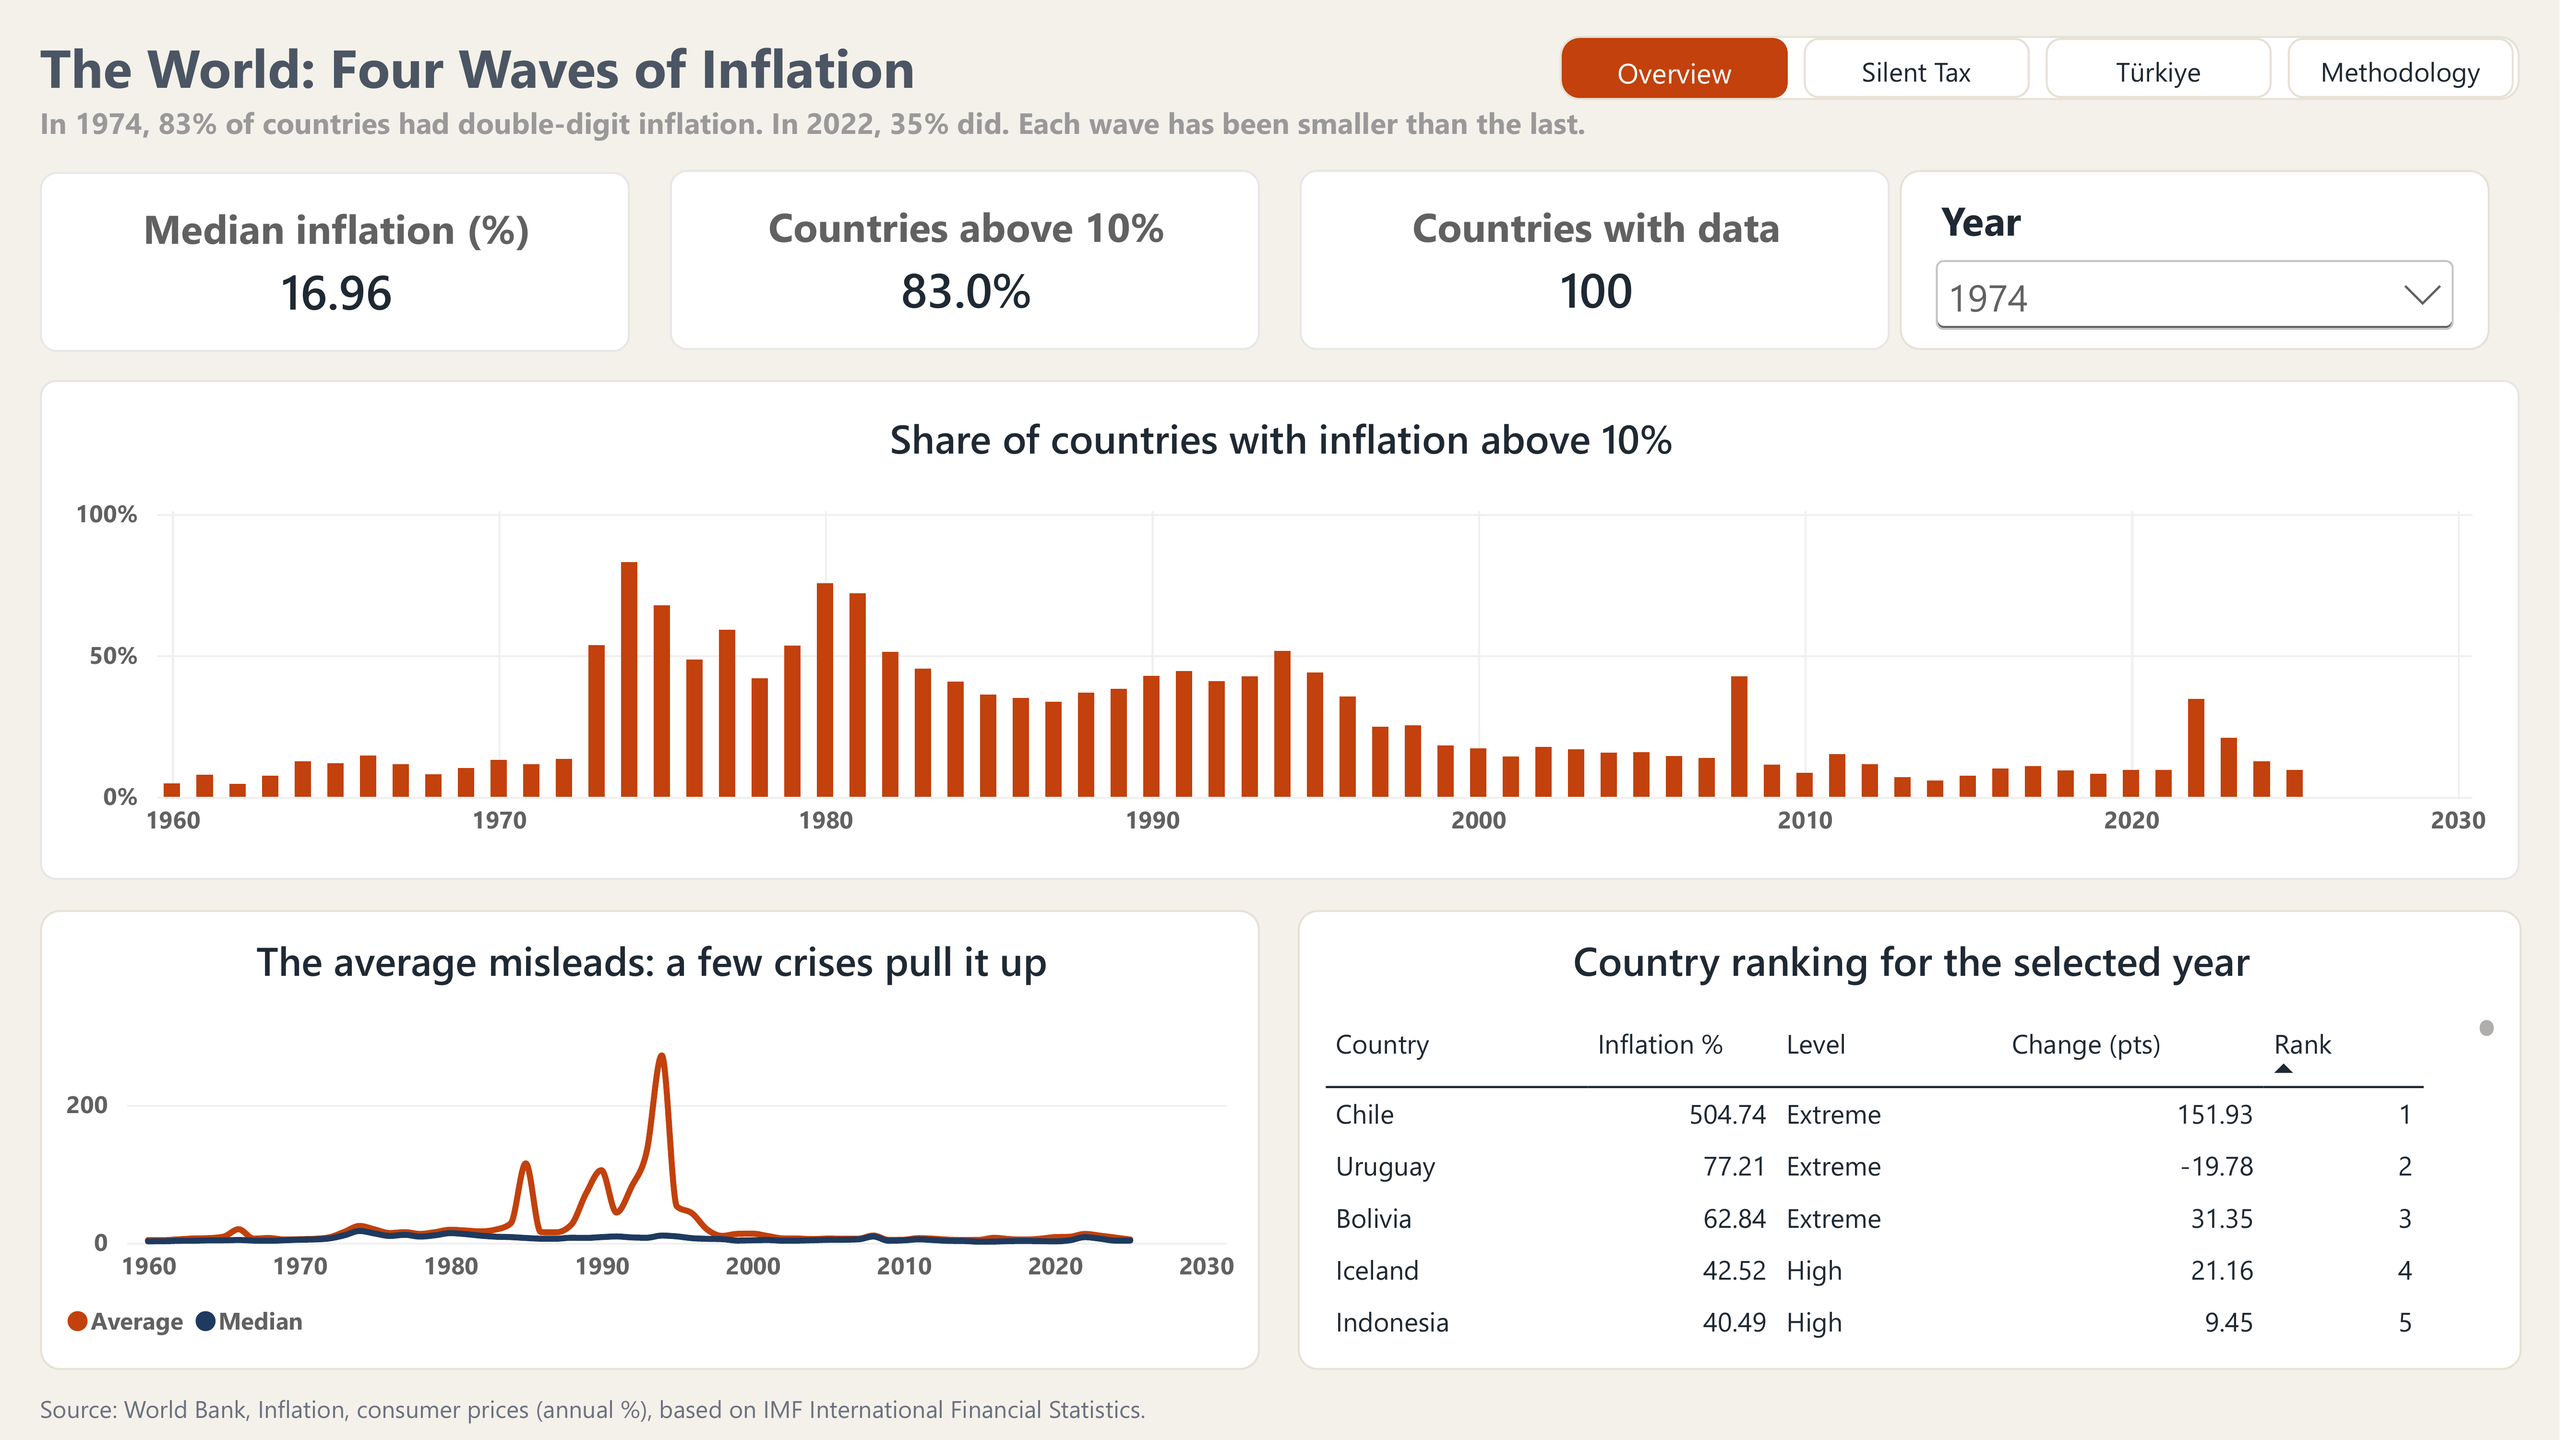 The World: Four Waves of Inflation
Overview
Silent Tax
Türkiye
Methodology
In 1974, 83% of countries had double-digit inflation. In 2022, 35% did. Each wave has been smaller than the last.
Median inflation (%)
16.96
Countries above 10%
83.0%
Countries with data
100
Year
1974
Share of countries with inflation above 10%
100%
50%
0%
1960 1970 1980 1990 2000 2010 2020 2030
The average misleads: a few crises pull it up
200
0
1960 1970 1980 1990 2000 2010 2020 2030
Average Median
Country ranking for the selected year
Country Inflation % Level Change (pts) Rank
Chile 504.74 Extreme 151.93 1
Uruguay 77.21 Extreme -19.78 2
Bolivia 62.84 Extreme 31.35 3
Iceland 42.52 High 21.16 4
Indonesia 40.49 High 9.45 5
Source: World Bank, Inflation, consumer prices (annual %), based on IMF International Financial Statistics.